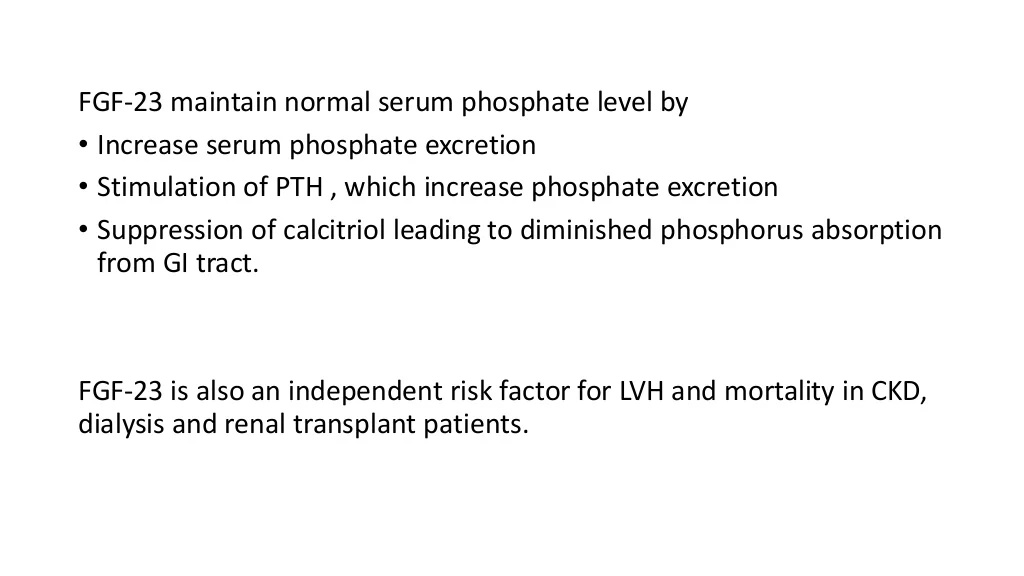 FGF-23 maintain normal serum phosphate level by
• Increase serum phosphate excretion
• Stimulation of PTH , which increase phosphate excretion
• Suppression of calcitriol leading to diminished phosphorus absorption
from GI tract.
FGF-23 is also an independent risk factor for LVH and mortality in CKD,
dialysis and renal transplant patients.